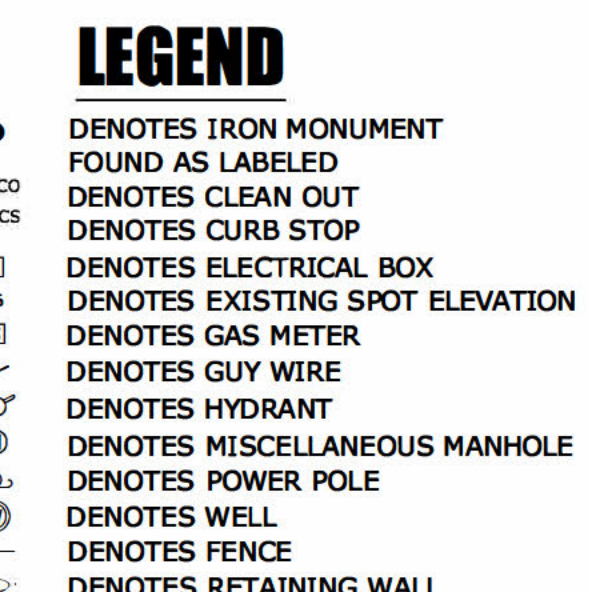 LEGEND
DENOTES IRON MONUMENT
FOUND AS LABELED
CO
DENOTES CLEAN OUT
CS
DENOTES CURB STOP
DENOTES ELECTRICAL BOX
DENOTES EXISTING SPOT ELEVATION
DENOTES GAS METER
DENOTES GUY WIRE
DENOTES HYDRANT
DENOTES MISCELLANEOUS MANHOLE
DENOTES POWER POLE
DENOTES WELL
DENOTES FENCE
DENOTES RETAINING WALL